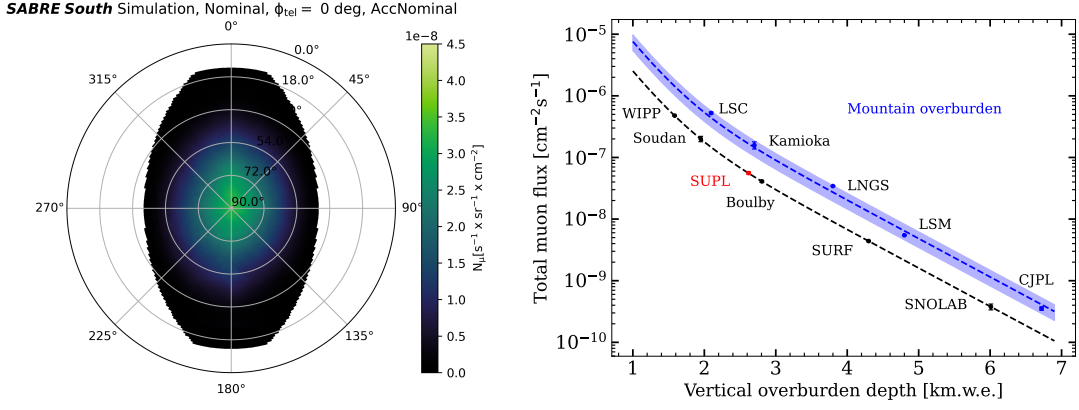 SABRE South Simulation, Nominal, ϕtel = 0 deg, AccNominal
0°
45°
90°
135°
180°
225°
270°
315°
0.0°
18.0°
54.0°
72.0°
90.0°
1e−8
4.5
4.0
3.5
3.0
2.5
2.0
1.5
1.0
0.5
0.0
Nμ[s⁻¹ x sr⁻¹ x cm⁻²]
Total muon flux [cm⁻²s⁻¹]
10⁻⁵
10⁻⁶
10⁻⁷
10⁻⁸
10⁻⁹
10⁻¹⁰
Mountain overburden
WIPP
LSC
Soudan
Kamioka
SUPL
LNGS
Boulby
LSM
SURF
CJPL
SNOLAB
1 2 3 4 5 6 7
Vertical overburden depth [km.w.e.]